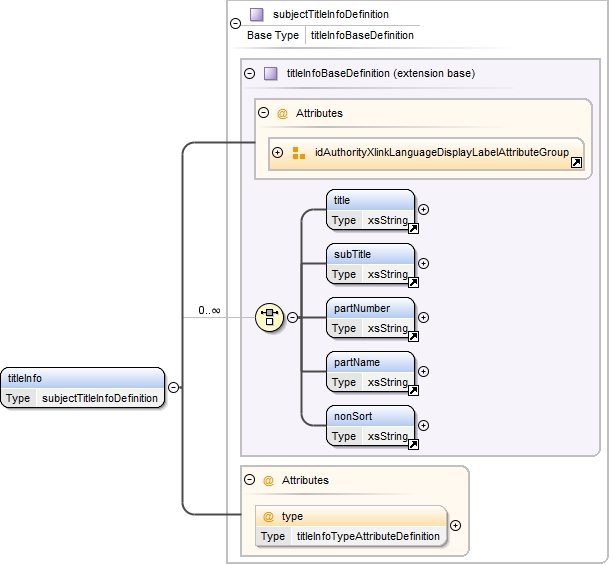 subjectTitleInfoDefinition
Base Type titleInfoBaseDefinition
titleInfoBaseDefinition (extension base)
@ Attributes
idAuthorityXlinkLanguageDisplayLabelAttributeGroup
title
Type xsString
subTitle
Type xsString
0..∞
partNumber
Type xsString
partName
Type xsString
titleInfo
Type subjectTitleInfoDefinition
nonSort
Type xsString
@ Attributes
@ type
Type titleInfoTypeAttributeDefinition